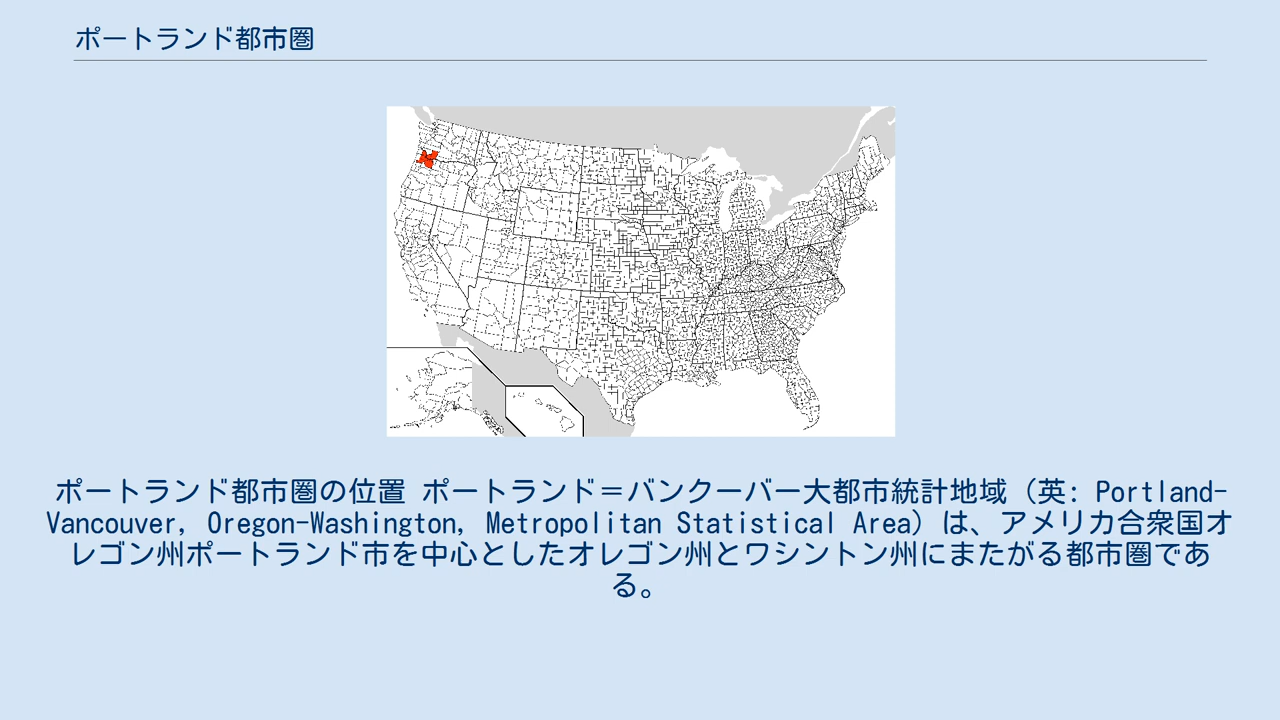 ポートランド都市圏
ポートランド都市圏の位置 ポートランド＝バンクーバー大都市統計地域（英: Portland-
Vancouver, Oregon-Washington, Metropolitan Statistical Area）は、アメリカ合衆国オ
レゴン州ポートランド市を中心としたオレゴン州とワシントン州にまたがる都市圏であ
る。